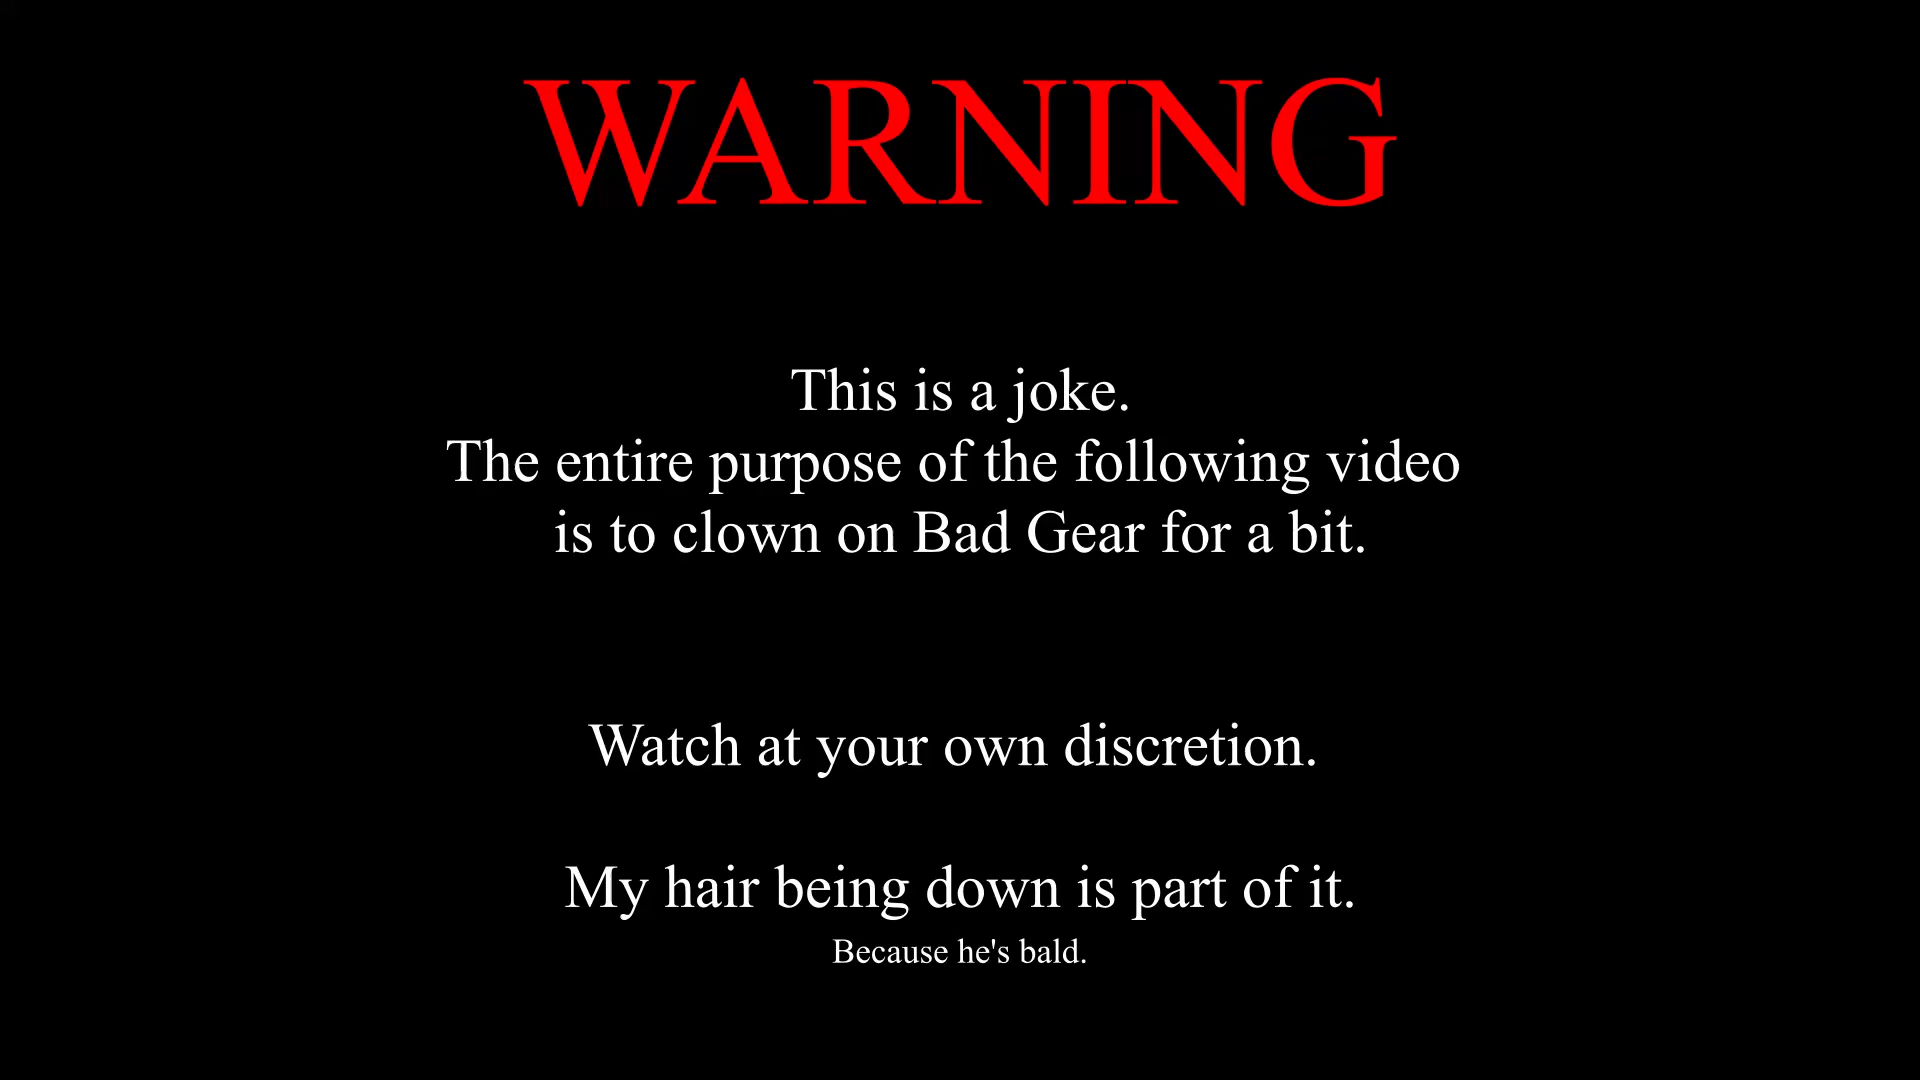 WARNING
This is a joke.
The entire purpose of the following video
is to clown on Bad Gear for a bit.
Watch at your own discretion.
My hair being down is part of it.
Because he's bald.